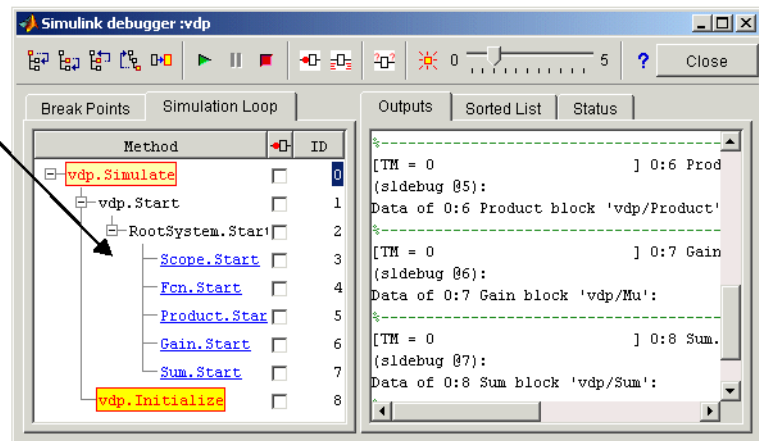 Simulink debugger :vdp
0 5 ? Close
Break Points Simulation Loop
Outputs Sorted List Status
Method ID
vdp.Simulate 0
vdp.Start 1
RootSystem.Star 2
Scope.Start 3
Fcn.Start 4
Product.Star 5
Gain.Start 6
Sum.Start 7
vdp.Initialize 8
%----------------------------------------
[TM = 0 ] 0:6 Prod
(sldebug @5):
Data of 0:6 Product block 'vdp/Product'
%----------------------------------------
[TM = 0 ] 0:7 Gain
(sldebug @6):
Data of 0:7 Gain block 'vdp/Mu':
%----------------------------------------
[TM = 0 ] 0:8 Sum.
(sldebug @7):
Data of 0:8 Sum block 'vdp/Sum':